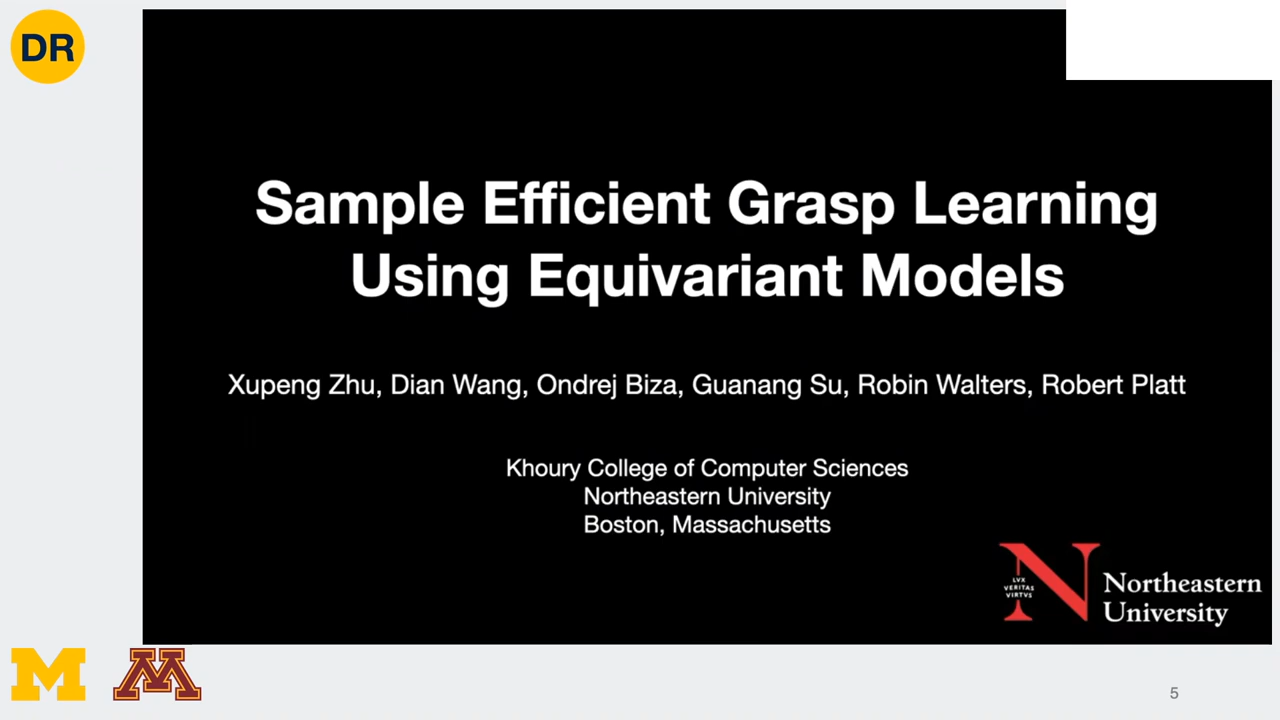 DR
Sample Efficient Grasp Learning
Using Equivariant Models
Xupeng Zhu, Dian Wang, Ondrej Biza, Guanang Su, Robin Walters, Robert Platt
Khoury College of Computer Sciences
Northeastern University
Boston, Massachusetts
LVX
VERITAS
VIRTVS
N
Northeastern
University
M
M
5